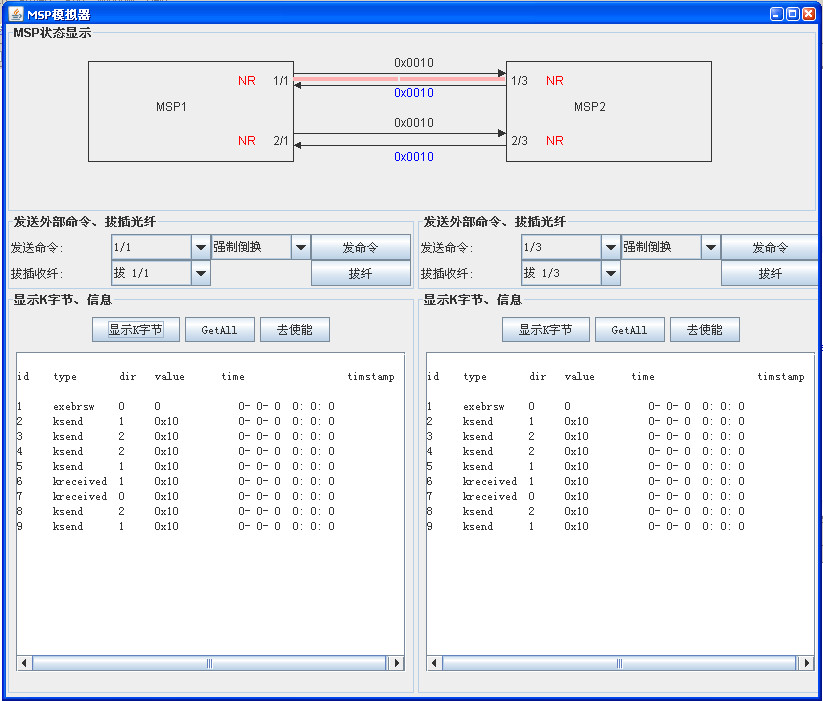 MSP模拟器
MSP状态显示
0x0010
NR 1/1 1/3 NR
0x0010
MSP1 MSP2
0x0010
NR 2/1 2/3 NR
0x0010
发送外部命令、拔插光纤 发送外部命令、拔插光纤
发送命令: 1/1 强制倒换 发命令 发送命令: 1/3 强制倒换 发命令
拔插收纤: 拔 1/1 拔纤 拔插收纤: 拔 1/3 拔纤
显示K字节、信息 显示K字节、信息
显示K字节 GetAll 去使能 显示K字节 GetAll 去使能
id type dir value time timstamp id type dir value time timstamp
1 exebrsw 0 0 0- 0- 0 0: 0: 0 1 exebrsw 0 0 0- 0- 0 0: 0: 0
2 ksend 1 0x10 0- 0- 0 0: 0: 0 2 ksend 1 0x10 0- 0- 0 0: 0: 0
3 ksend 2 0x10 0- 0- 0 0: 0: 0 3 ksend 2 0x10 0- 0- 0 0: 0: 0
4 ksend 2 0x10 0- 0- 0 0: 0: 0 4 ksend 2 0x10 0- 0- 0 0: 0: 0
5 ksend 1 0x10 0- 0- 0 0: 0: 0 5 ksend 1 0x10 0- 0- 0 0: 0: 0
6 kreceived 1 0x10 0- 0- 0 0: 0: 0 6 kreceived 1 0x10 0- 0- 0 0: 0: 0
7 kreceived 0 0x10 0- 0- 0 0: 0: 0 7 kreceived 0 0x10 0- 0- 0 0: 0: 0
8 ksend 2 0x10 0- 0- 0 0: 0: 0 8 ksend 2 0x10 0- 0- 0 0: 0: 0
9 ksend 1 0x10 0- 0- 0 0: 0: 0 9 ksend 1 0x10 0- 0- 0 0: 0: 0